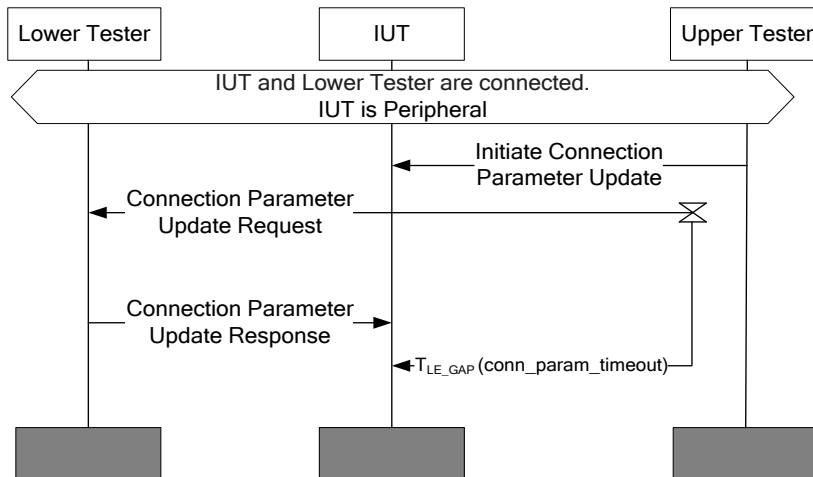 Lower Tester
IUT
Upper Tester
IUT and Lower Tester are connected.
IUT is Peripheral
Initiate Connection
Parameter Update
Connection Parameter
Update Request
Connection Parameter
Update Response
T_LE_GAP (conn_param_timeout)